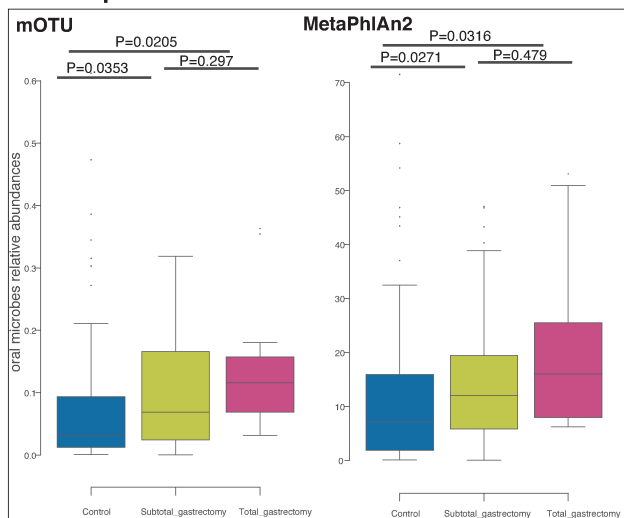 mOTU
P=0.0205
P=0.0353
P=0.297
oral microbes relative abundances
0.6
0.5
0.4
0.3
0.2
0.1
0.0
Control
Subtotal_gastrectomy
Total_gastrectomy
MetaPhlAn2
P=0.0316
P=0.0271
P=0.479
70
60
50
40
30
20
10
0
Control
Subtotal_gastrectomy
Total_gastrectomy